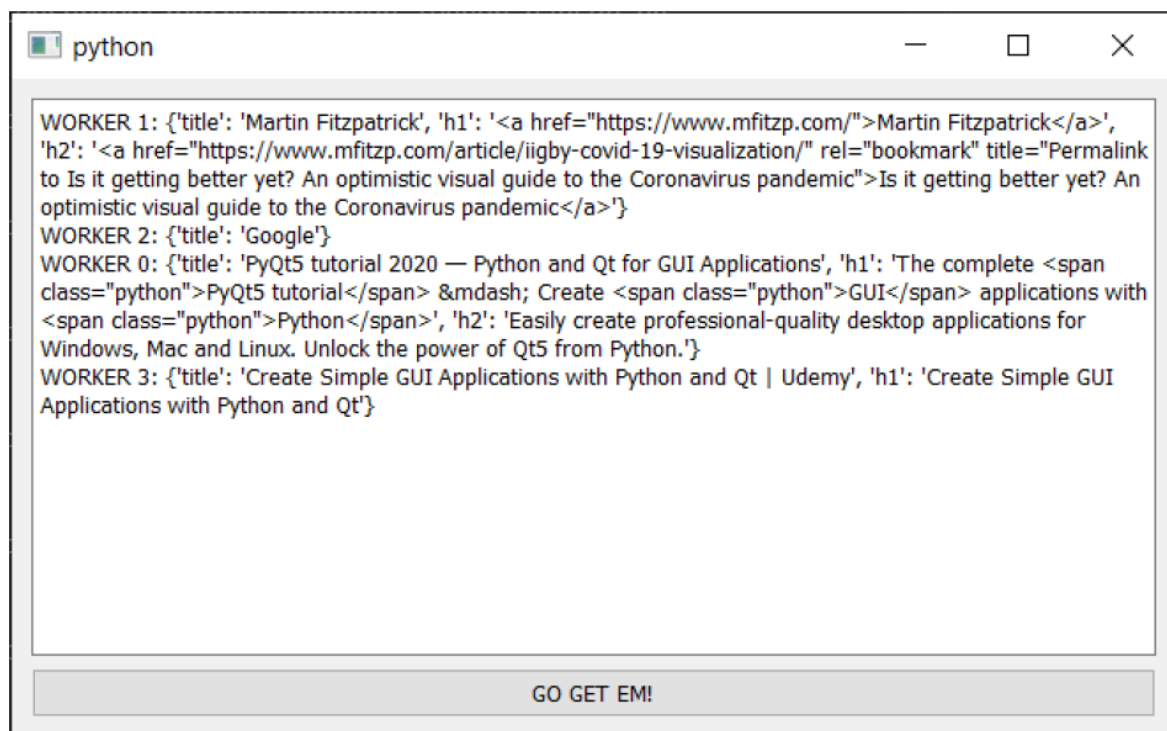 python
WORKER 1: {'title': 'Martin Fitzpatrick', 'h1': '<a href="https://www.mfitzp.com/">Martin Fitzpatrick</a>',
'h2': '<a href="https://www.mfitzp.com/article/iigby-covid-19-visualization/" rel="bookmark" title="Permalink
to Is it getting better yet? An optimistic visual guide to the Coronavirus pandemic">Is it getting better yet? An
optimistic visual guide to the Coronavirus pandemic</a>'}
WORKER 2: {'title': 'Google'}
WORKER 0: {'title': 'PyQt5 tutorial 2020 — Python and Qt for GUI Applications', 'h1': 'The complete <span
class="python">PyQt5 tutorial</span> &mdash; Create <span class="python">GUI</span> applications with
<span class="python">Python</span>', 'h2': 'Easily create professional-quality desktop applications for
Windows, Mac and Linux. Unlock the power of Qt5 from Python.'}
WORKER 3: {'title': 'Create Simple GUI Applications with Python and Qt | Udemy', 'h1': 'Create Simple GUI
Applications with Python and Qt'}
GO GET EM!